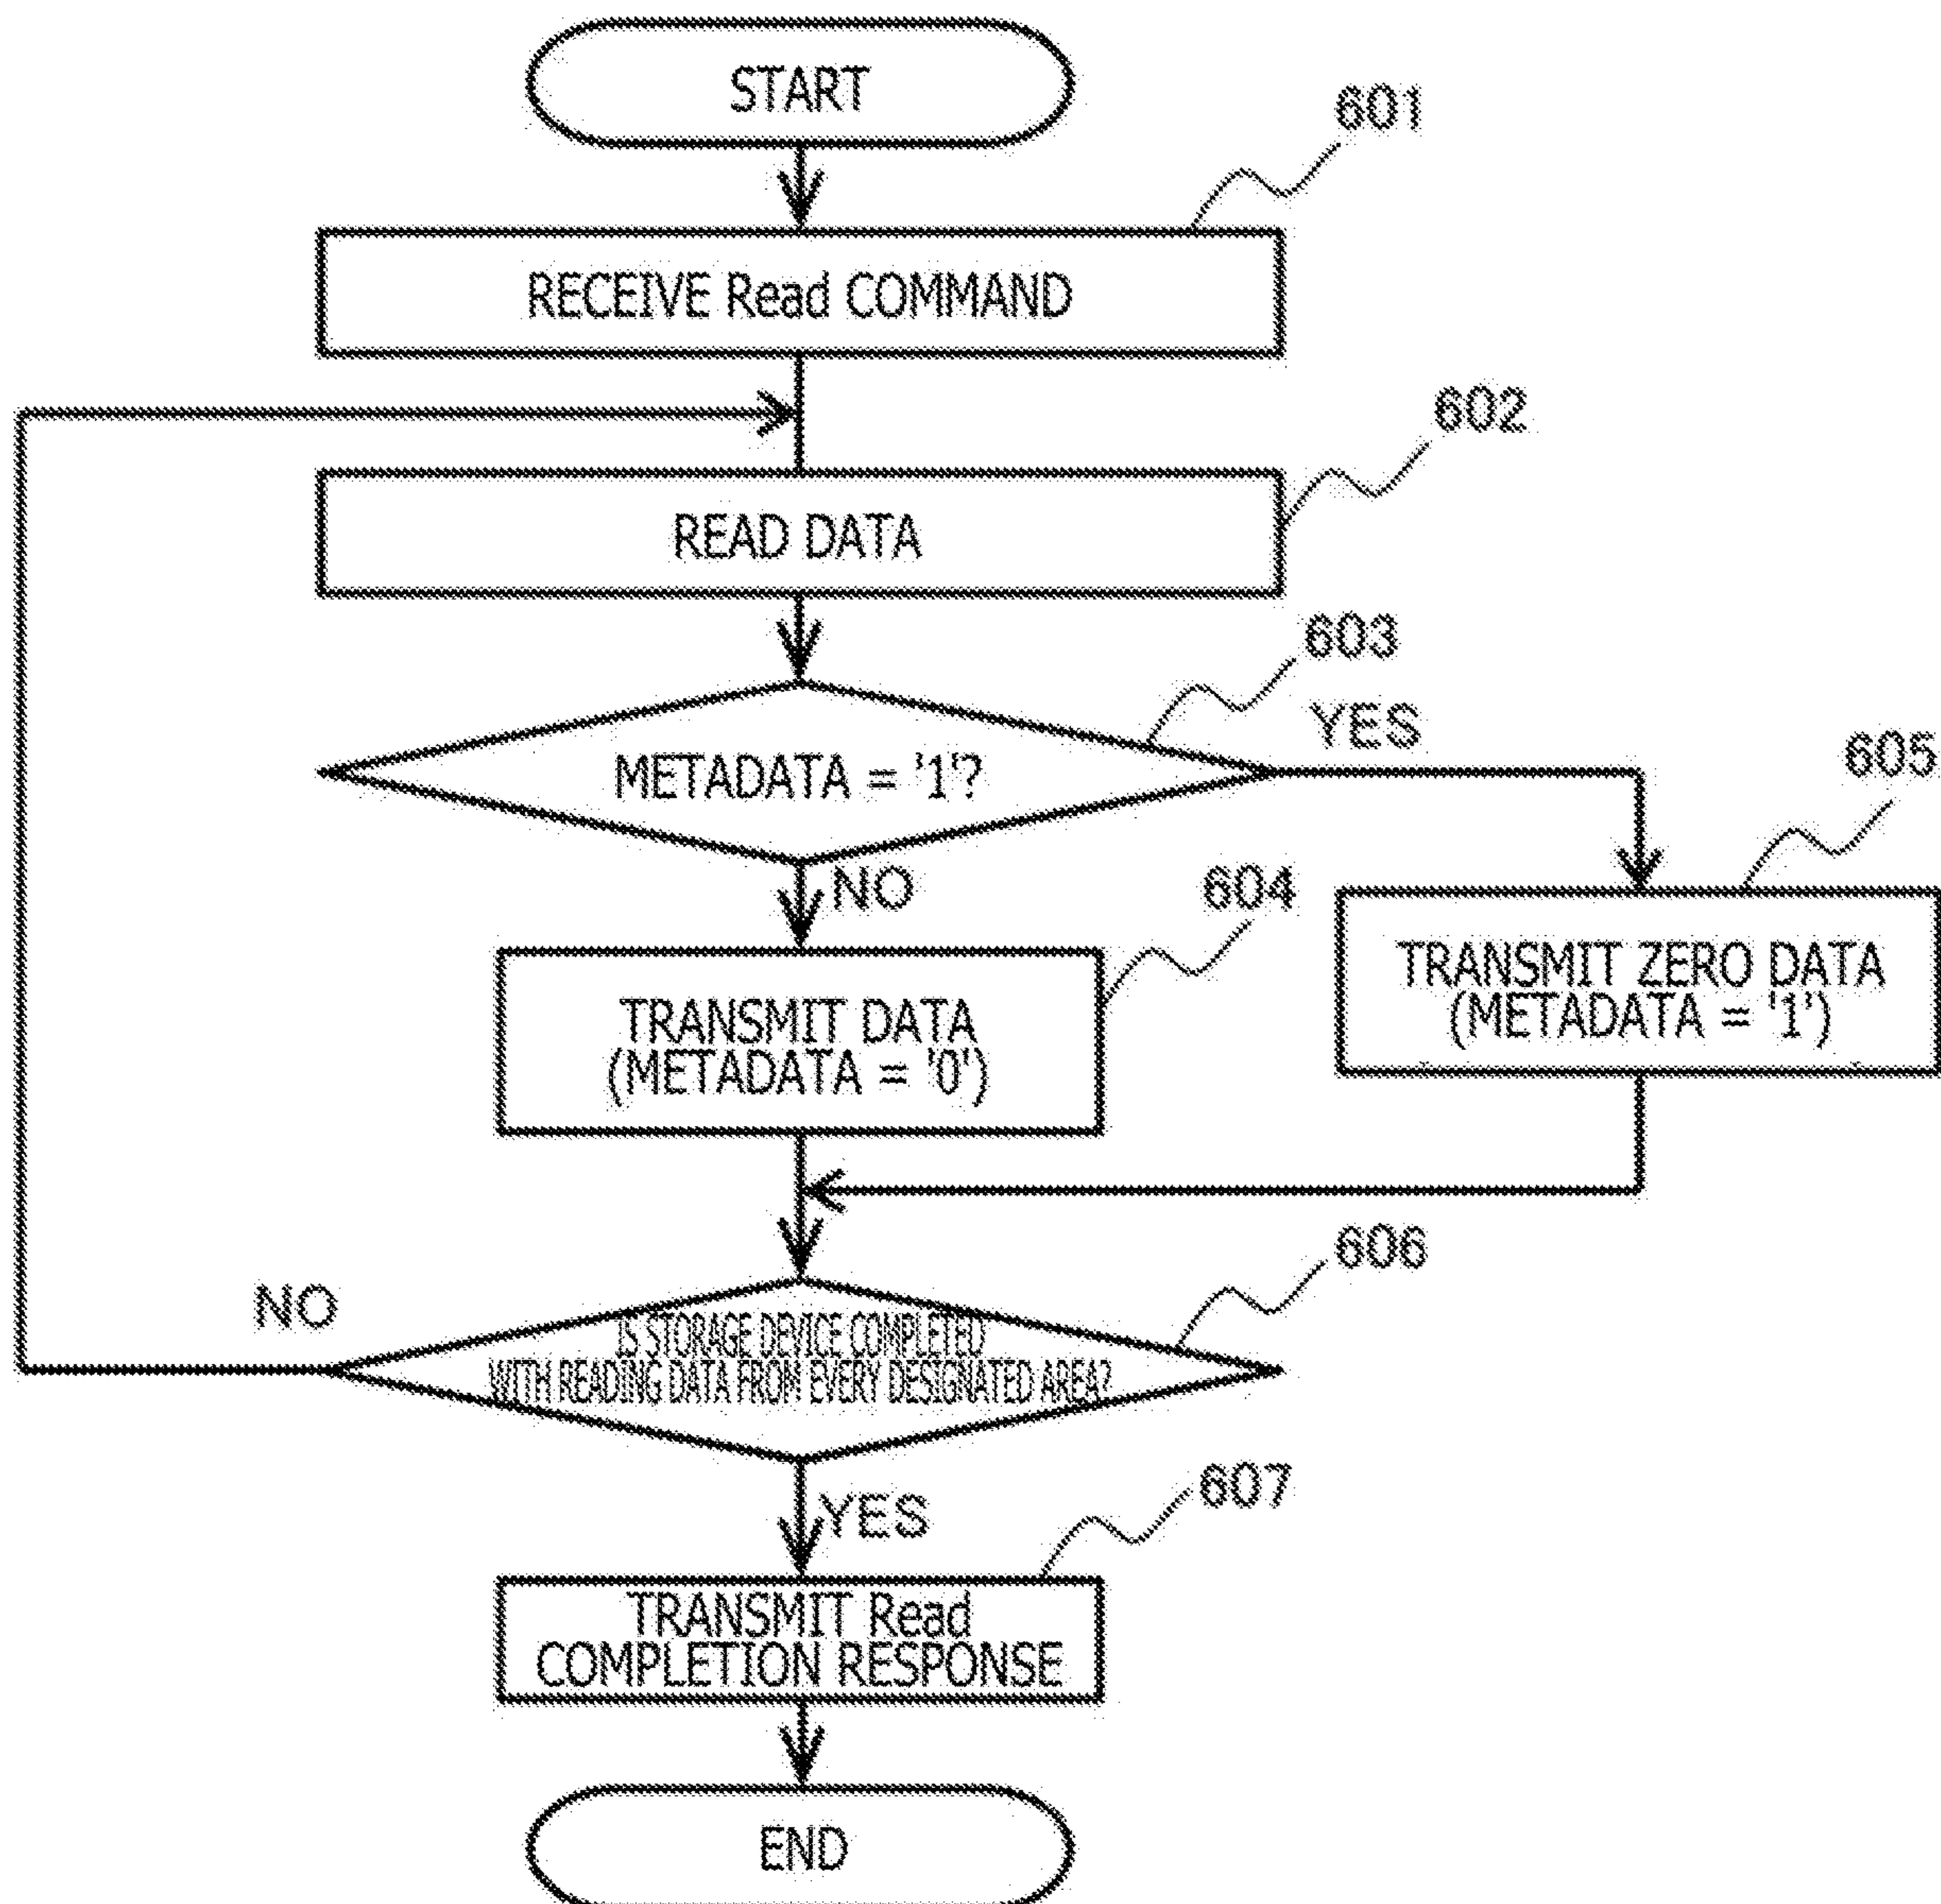 START
601
RECEIVE Read COMMAND
602
READ DATA
603
YES
METADATA = '1'?
605
NO
604
TRANSMIT DATA
(METADATA = '0')
TRANSMIT ZERO DATA
(METADATA = '1')
606
NO
IS STORAGE DEVICE COMPLETED
WITH READING DATA FROM EVERY DESIGNATED AREA?
YES
607
TRANSMIT Read
COMPLETION RESPONSE
END